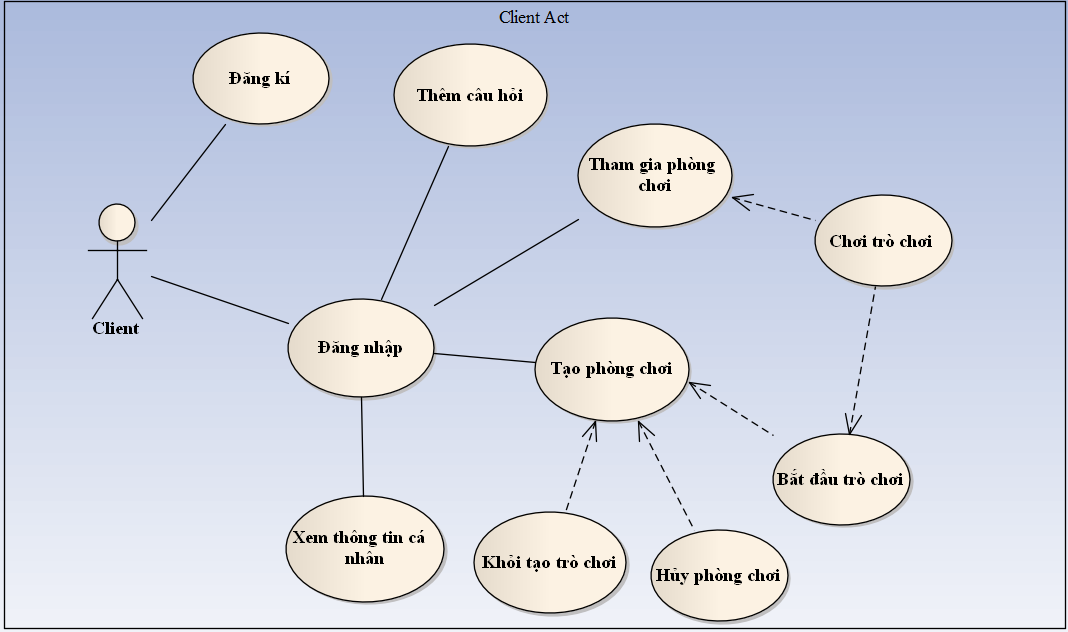 Client Act
Đăng kí
Thêm câu hỏi
Tham gia phòng
chơi
Chơi trò chơi
Client
Đăng nhập
Tạo phòng chơi
Bắt đầu trò chơi
Xem thông tin cá
nhân
Khỏi tạo trò chơi
Hủy phòng chơi